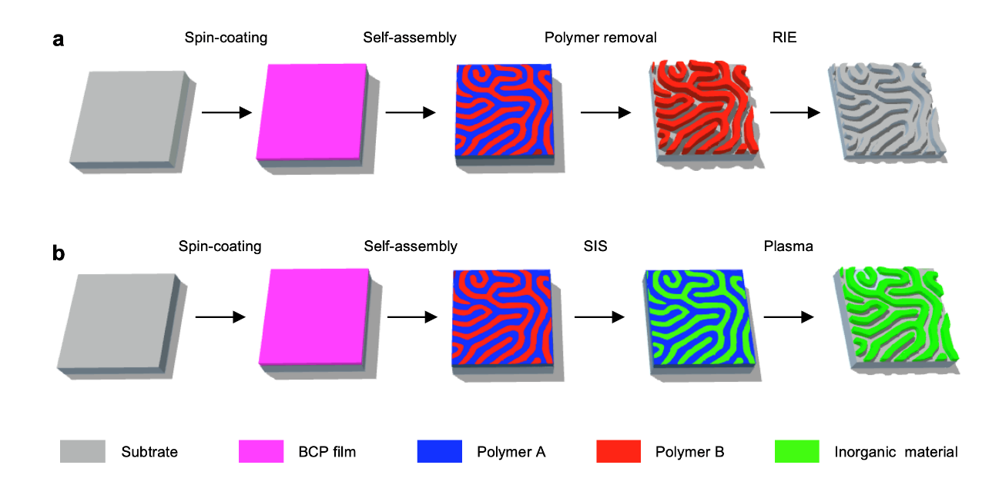 a
Spin-coating Self-assembly Polymer removal RIE
b
Spin-coating Self-assembly SIS Plasma
Subtrate BCP film Polymer A Polymer B Inorganic material